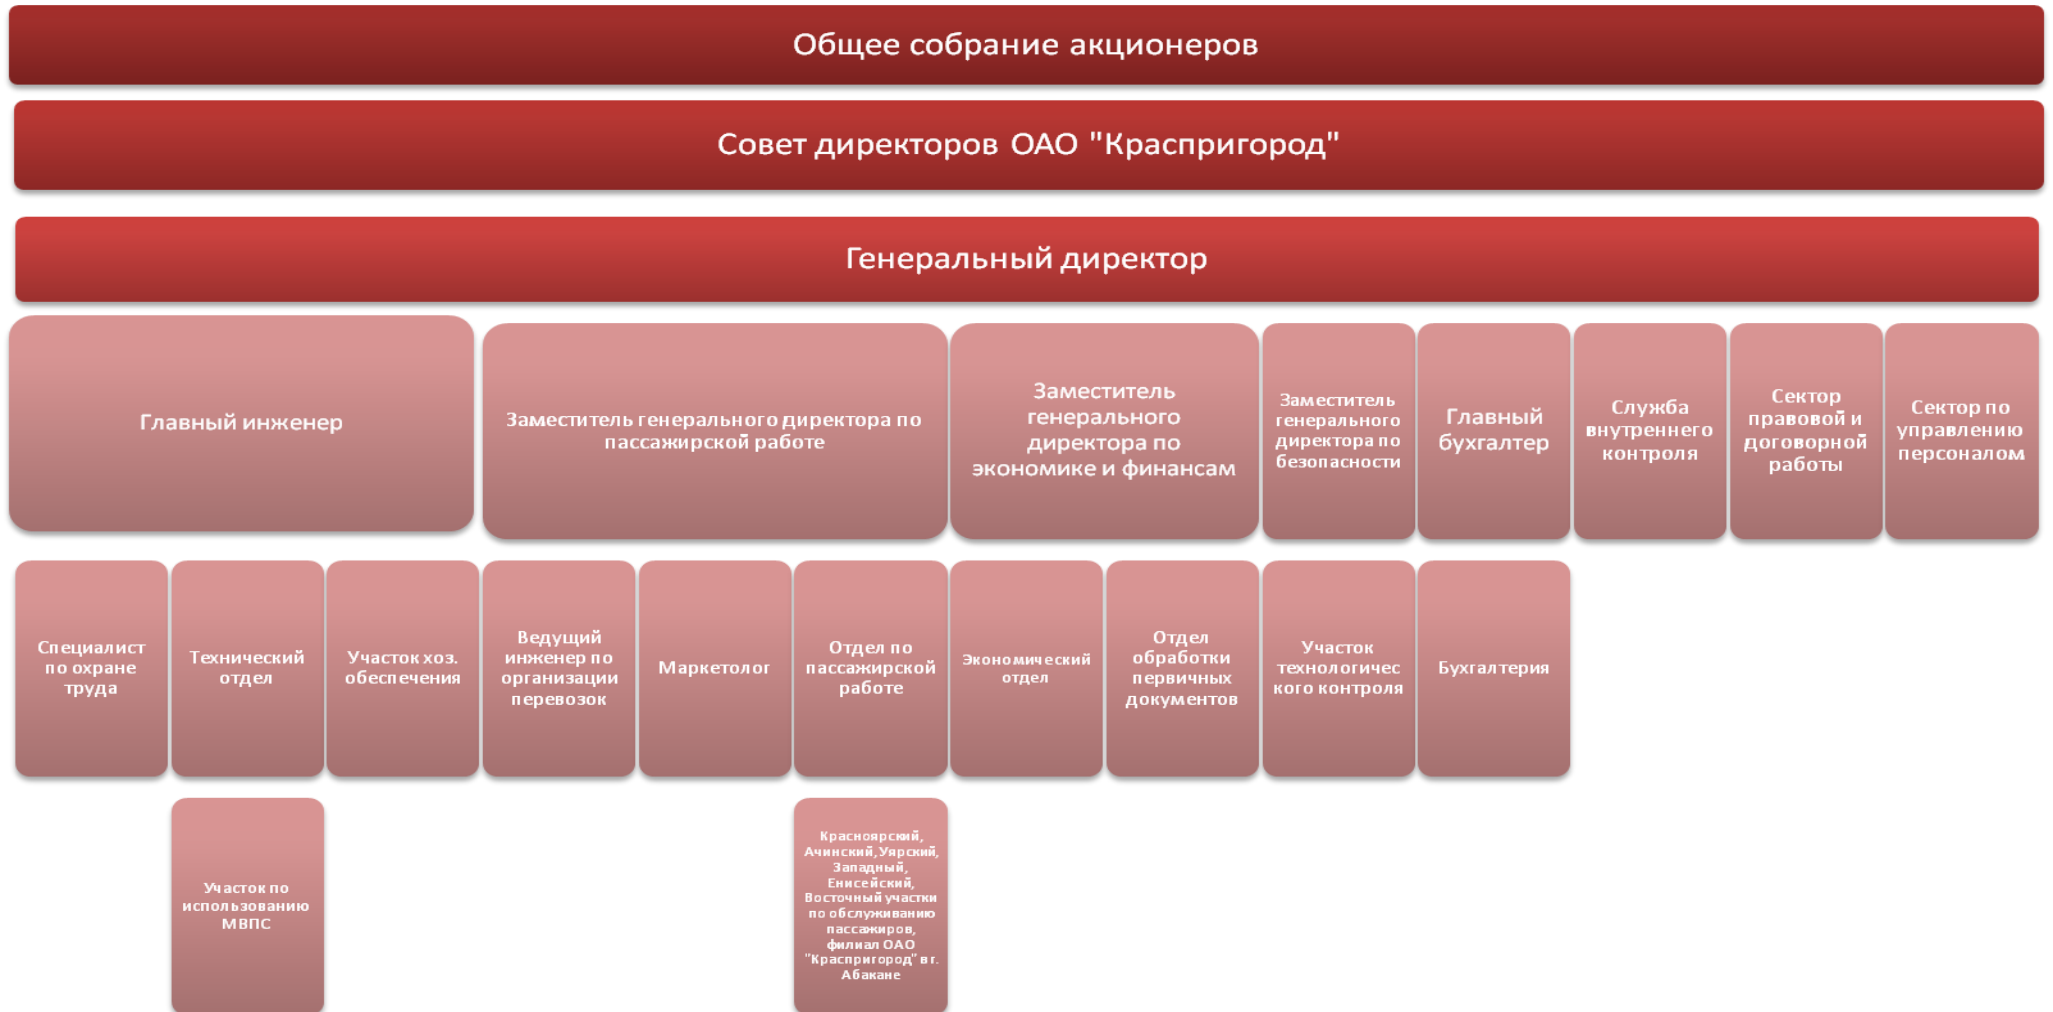 Общее собрание акционеров
Совет директоров ОАО "Краспригород"
Генеральный директор
Главный инженер
Заместитель генерального директора по
пассажирской работе
Заместитель
генерального
директора по
экономике и финансам
Заместитель
генерального
директора по
безопасности
Главный
бухгалтер
Служба
внутреннего
контроля
Сектор
правовой и
договорной
работы
Сектор по
управлению
персоналом
Специалист
по охране
труда
Технический
отдел
Участок хоз.
обеспечения
Ведущий
инженер по
организации
перевозок
Маркетолог
Отдел по
пассажирской
работе
Экономический
отдел
Отдел
обработки
первичных
документов
Участок
технологичес
кого контроля
Бухгалтерия
Участок по
использованию
МВПС
Красноярский,
Ачинский, Уярский,
Западный,
Енисейский,
Восточный участки
по обслуживанию
пассажиров,
филиал ОАО
"Краспригород" в г.
Абакане